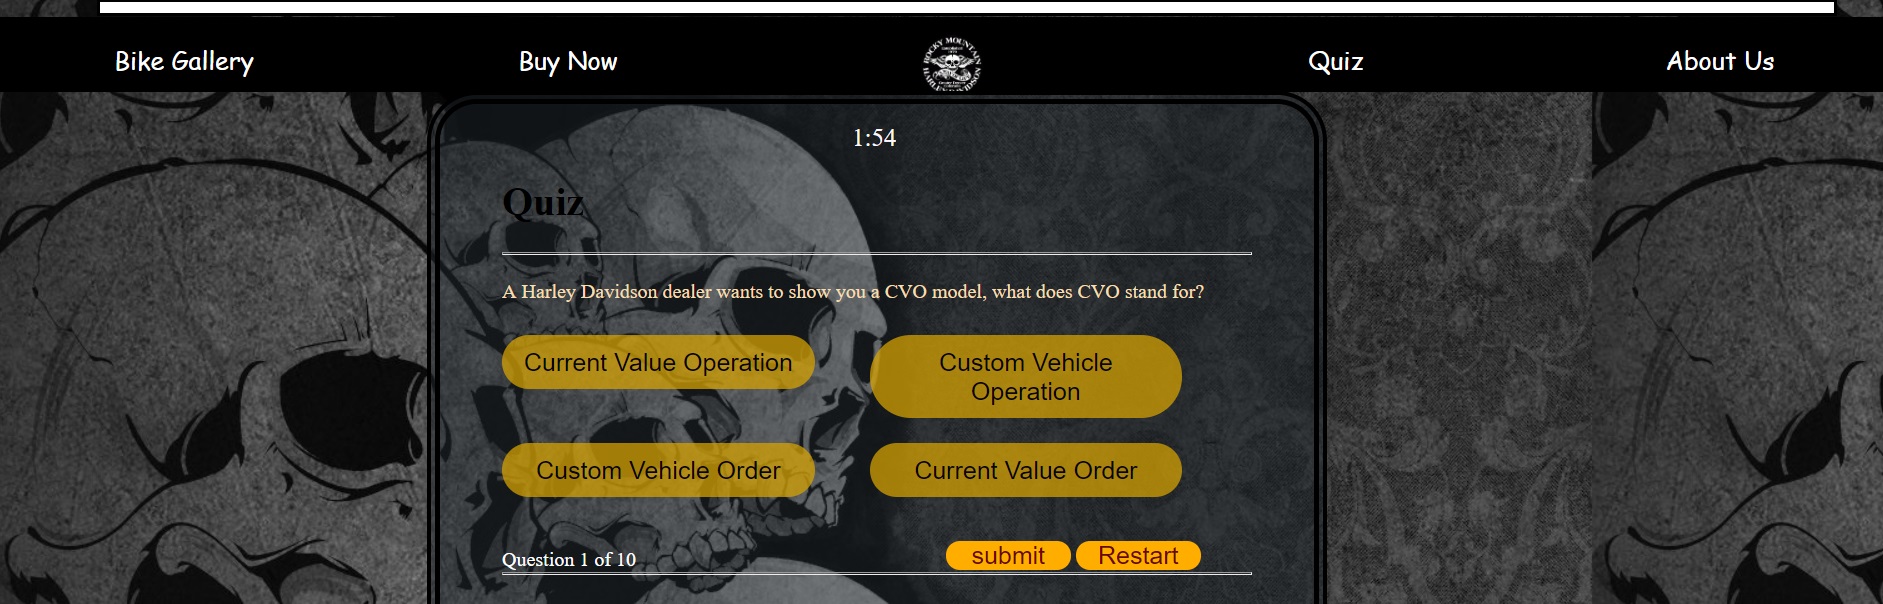 Bike Gallery
Buy Now
ROCKY MOUNTAIN
HARLEY-DAVIDSON
Quiz
About Us
1:54
Quiz
A Harley Davidson dealer wants to show you a CVO model, what does CVO stand for?
Current Value Operation
Custom Vehicle
Operation
Custom Vehicle Order
Current Value Order
Question 1 of 10
submit
Restart